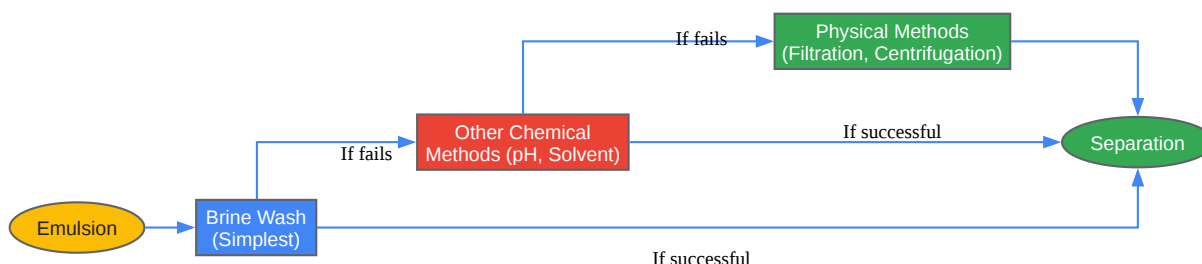 Physical Methods
(Filtration, Centrifugation)
If fails
Other Chemical
Methods (pH, Solvent)
If successful
Separation
If fails
Brine Wash
(Simplest)
Emulsion
If successful